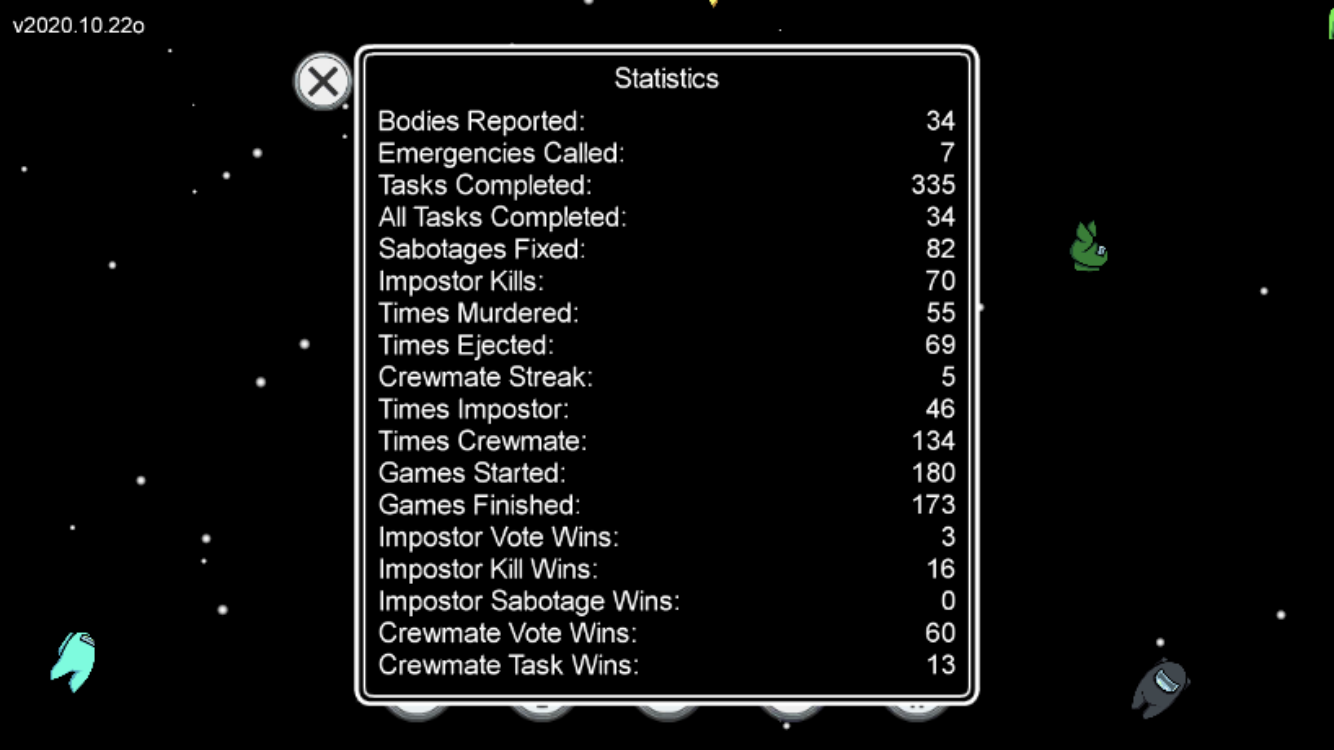 v2020.10.22o
Statistics
Bodies Reported: 34
Emergencies Called: 7
Tasks Completed: 335
All Tasks Completed: 34
Sabotages Fixed: 82
Impostor Kills: 70
Times Murdered: 55
Times Ejected: 69
Crewmate Streak: 5
Times Impostor: 46
Times Crewmate: 134
Games Started: 180
Games Finished: 173
Impostor Vote Wins: 3
Impostor Kill Wins: 16
Impostor Sabotage Wins: 0
Crewmate Vote Wins: 60
Crewmate Task Wins: 13